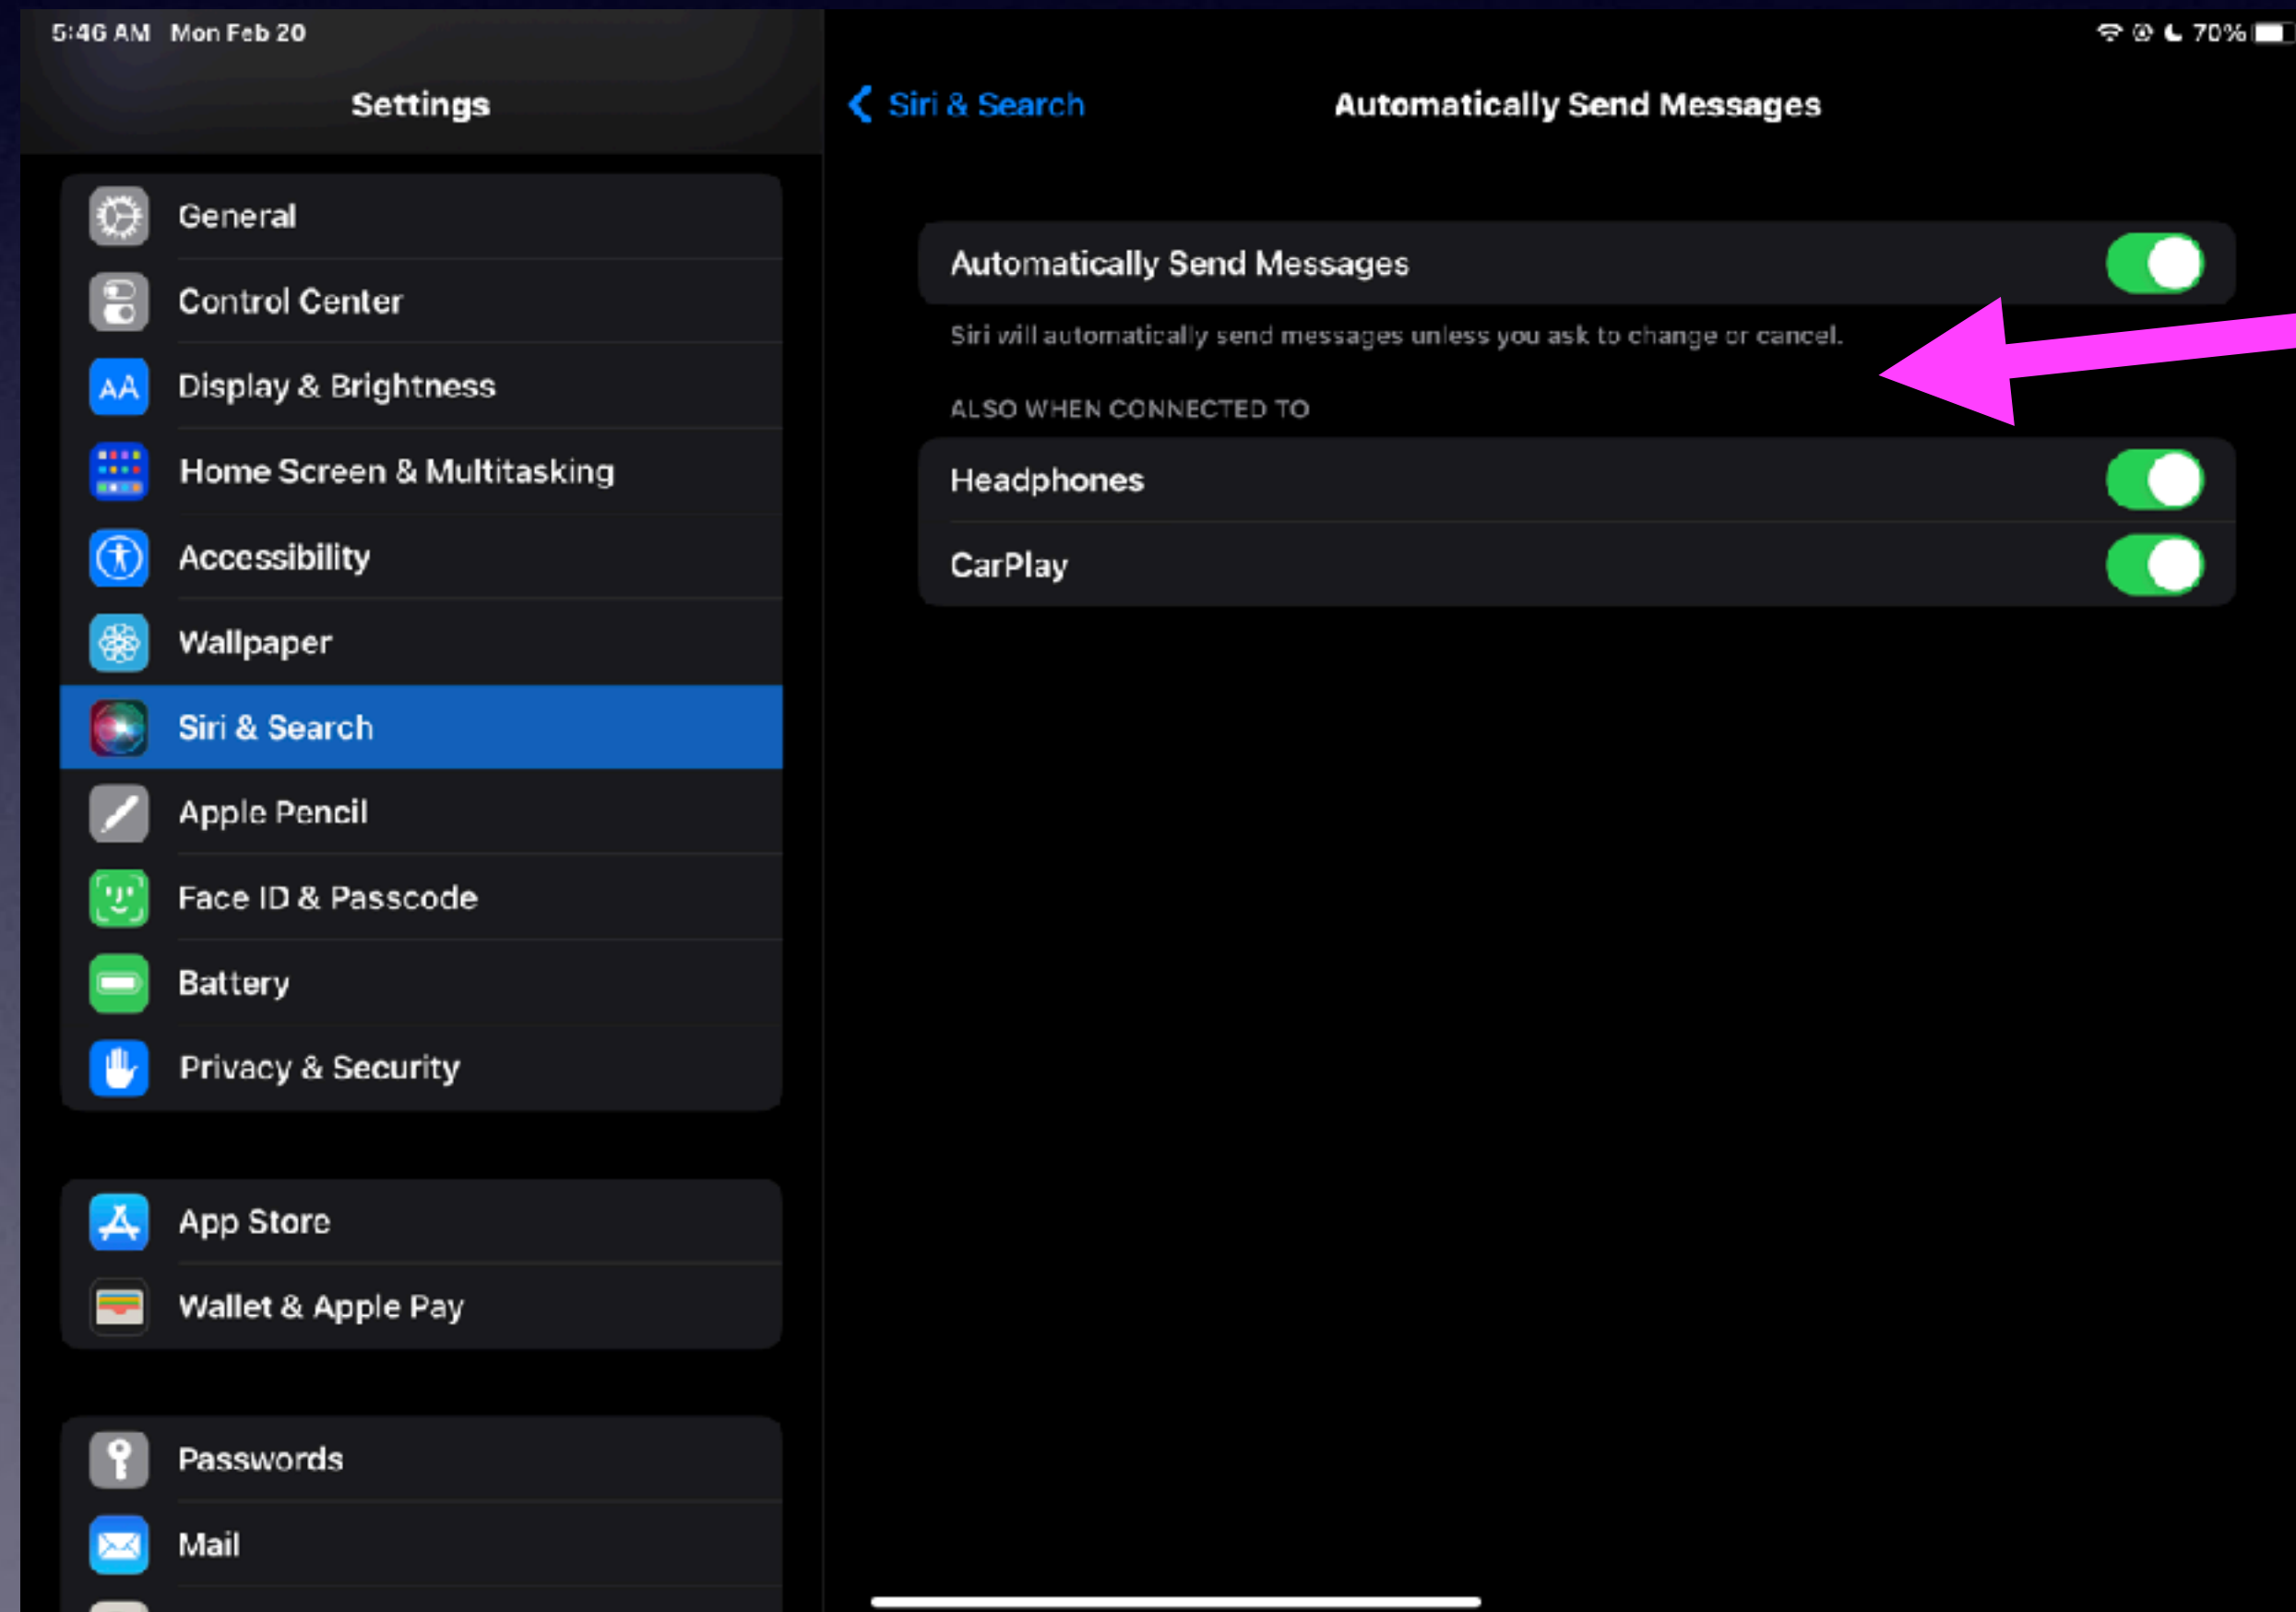 5:46 AM Mon Feb 20
70%
Settings
General
Control Center
AA Display & Brightness
Home Screen & Multitasking
Accessibility
Wallpaper
Siri & Search
Apple Pencil
Face ID & Passcode
Battery
Privacy & Security
App Store
Wallet & Apple Pay
Passwords
Mail
Siri & Search
Automatically Send Messages
Automatically Send Messages
Siri will automatically send messages unless you ask to change or cancel.
ALSO WHEN CONNECTED TO
Headphones
CarPlay